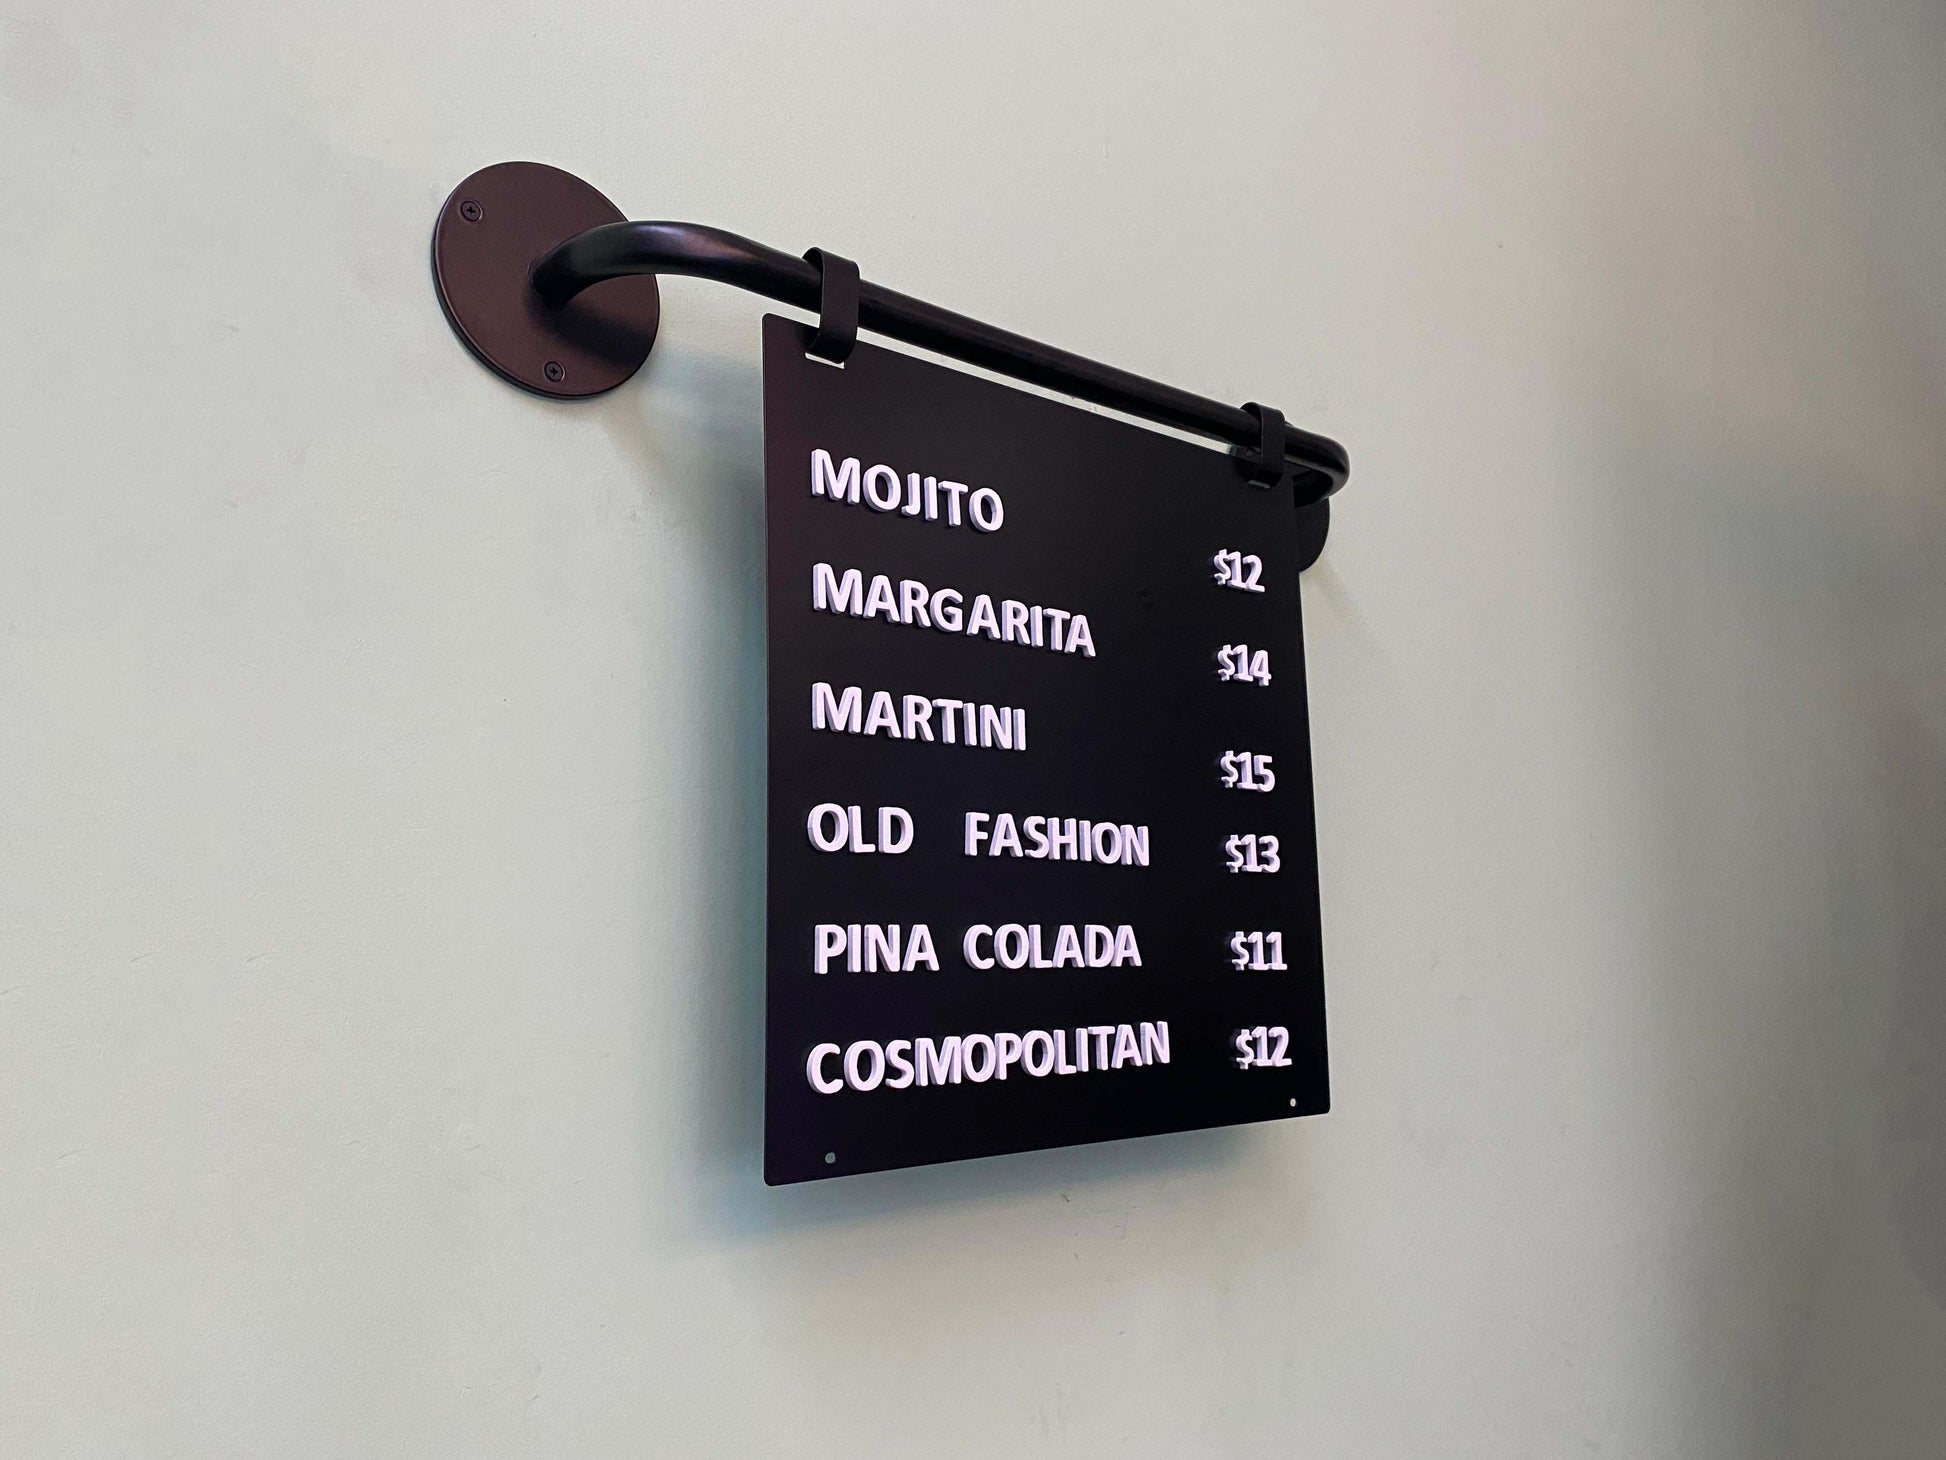 MOJITO $12
MARGARITA $14
MARTINI $15
OLD FASHION $13
PINA COLADA $11
COSMOPOLITAN $12